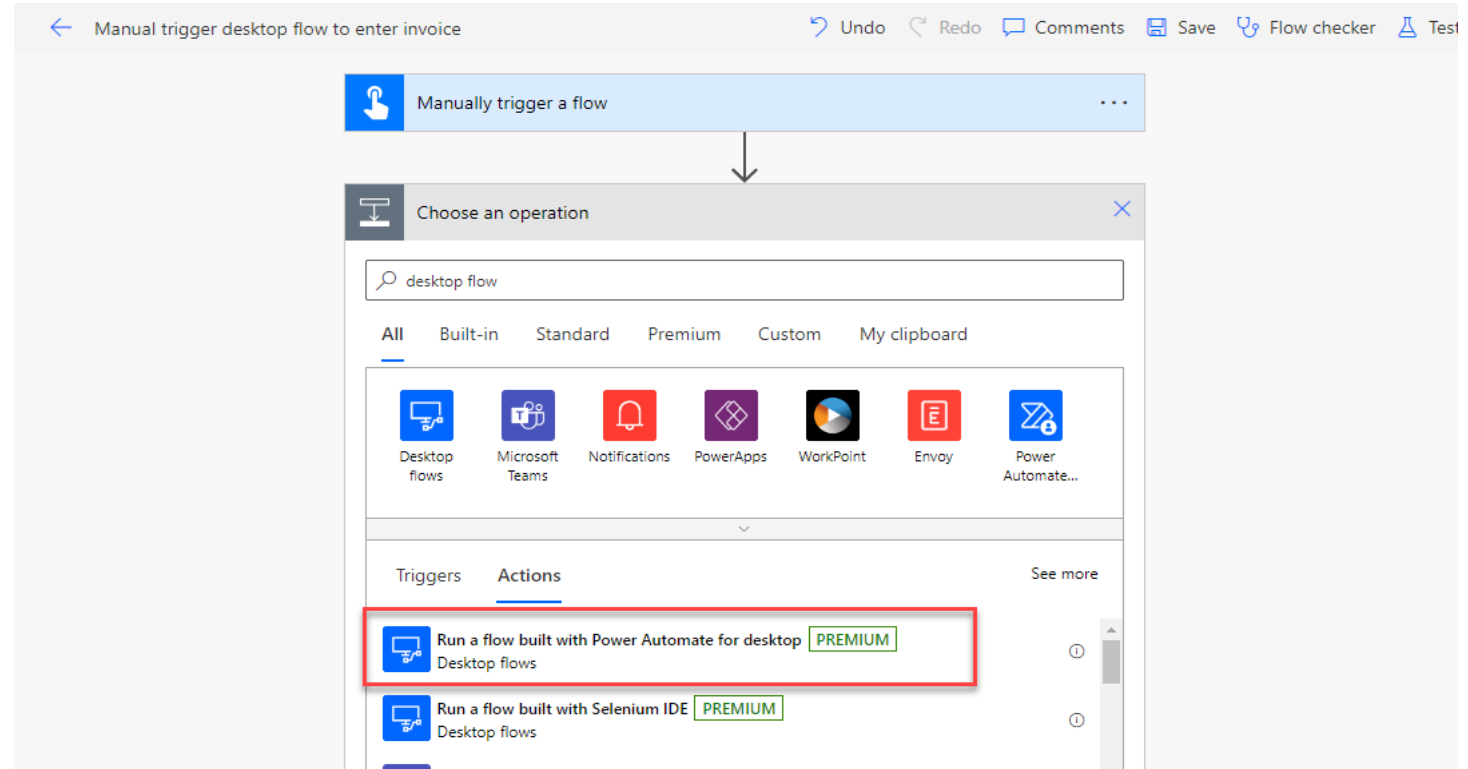 Manual trigger desktop flow to enter invoice
Undo Redo Comments Save Flow checker Test
Manually trigger a flow
Choose an operation
desktop flow
All Built-in Standard Premium Custom My clipboard
Desktop flows
Microsoft Teams
Notifications
PowerApps
WorkPoint
Envoy
Power Automate...
Triggers Actions See more
Run a flow built with Power Automate for desktop PREMIUM
Desktop flows
Run a flow built with Selenium IDE PREMIUM
Desktop flows